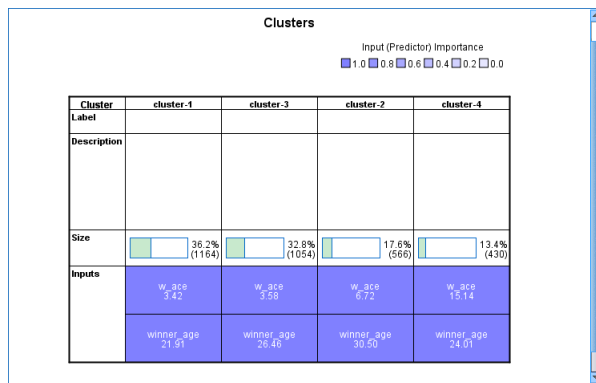 Clusters
Input (Predictor) Importance
1.0 0.8 0.6 0.4 0.2 0.0
Cluster cluster-1 cluster-3 cluster-2 cluster-4
Label
Description
Size 36.2% (1164) 32.8% (1054) 17.6% (566) 13.4% (430)
Inputs
w_ace 3.42 w_ace 3.58 w_ace 6.72 w_ace 15.14
winner_age 21.91 winner_age 26.46 winner_age 30.50 winner_age 24.01